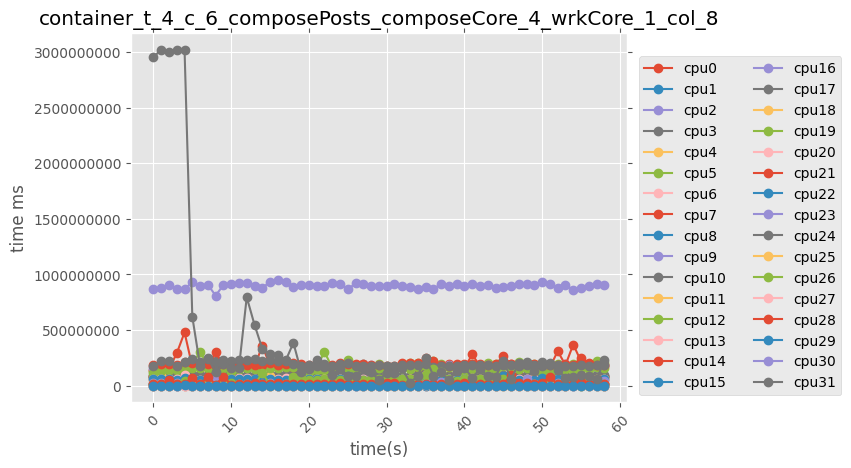 container_t_4_c_6_composePosts_composeCore_4_wrkCore_1_col_8
time ms
3000000000
2500000000
2000000000
1500000000
1000000000
500000000
0
0
10
20
30
40
50
60
time(s)
cpu0
cpu1
cpu2
cpu3
cpu4
cpu5
cpu6
cpu7
cpu8
cpu9
cpu10
cpu11
cpu12
cpu13
cpu14
cpu15
cpu16
cpu17
cpu18
cpu19
cpu20
cpu21
cpu22
cpu23
cpu24
cpu25
cpu26
cpu27
cpu28
cpu29
cpu30
cpu31